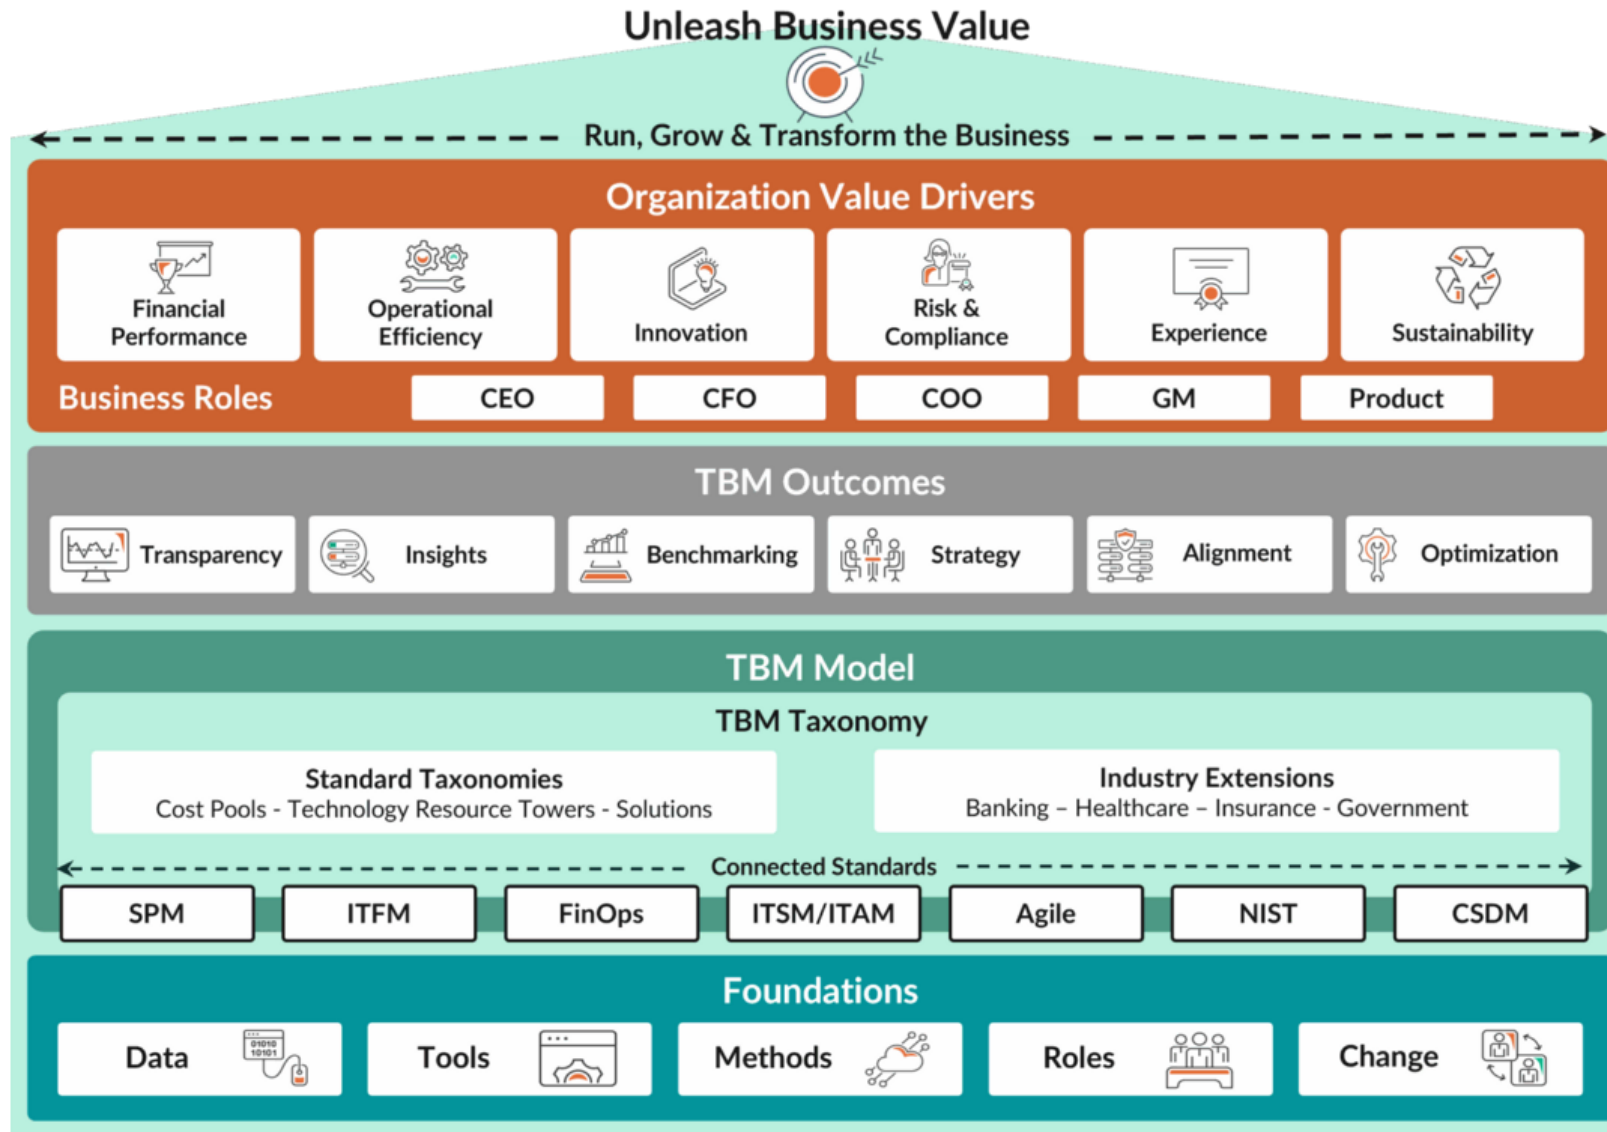 Unleash Business Value
Run, Grow & Transform the Business
Organization Value Drivers
Financial
Performance
Operational
Efficiency
Innovation
Risk &
Compliance
Experience
Sustainability
Business Roles
CEO
CFO
COO
GM
Product
TBM Outcomes
Transparency
Insights
Benchmarking
Strategy
Alignment
Optimization
TBM Model
TBM Taxonomy
Standard Taxonomies
Cost Pools - Technology Resource Towers - Solutions
Industry Extensions
Banking – Healthcare – Insurance - Government
Connected Standards
SPM
ITFM
FinOps
ITSM/ITAM
Agile
NIST
CSDM
Foundations
Data
01010
10101
Tools
Methods
Roles
Change